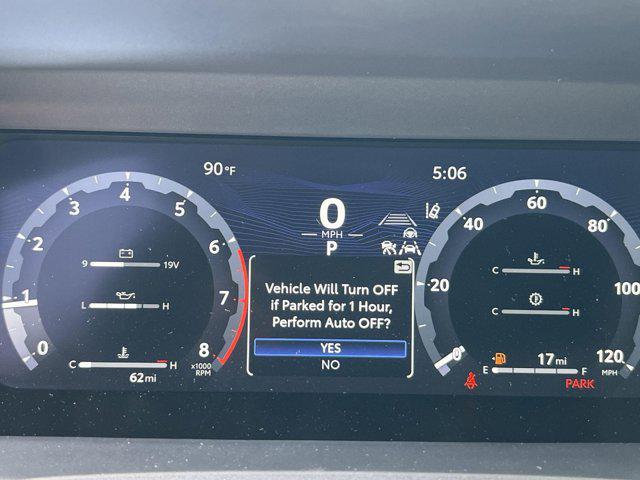 90°F
5:06
0
MPH
P
0
1
2
3
4
5
6
7
8
x1000
RPM
9 19V
L H
C H
62 mi
Vehicle Will Turn OFF
if Parked for 1 Hour,
Perform Auto OFF?
YES
NO
0
20
40
60
80
100
120
MPH
C H
C H
17 mi
E F
PARK